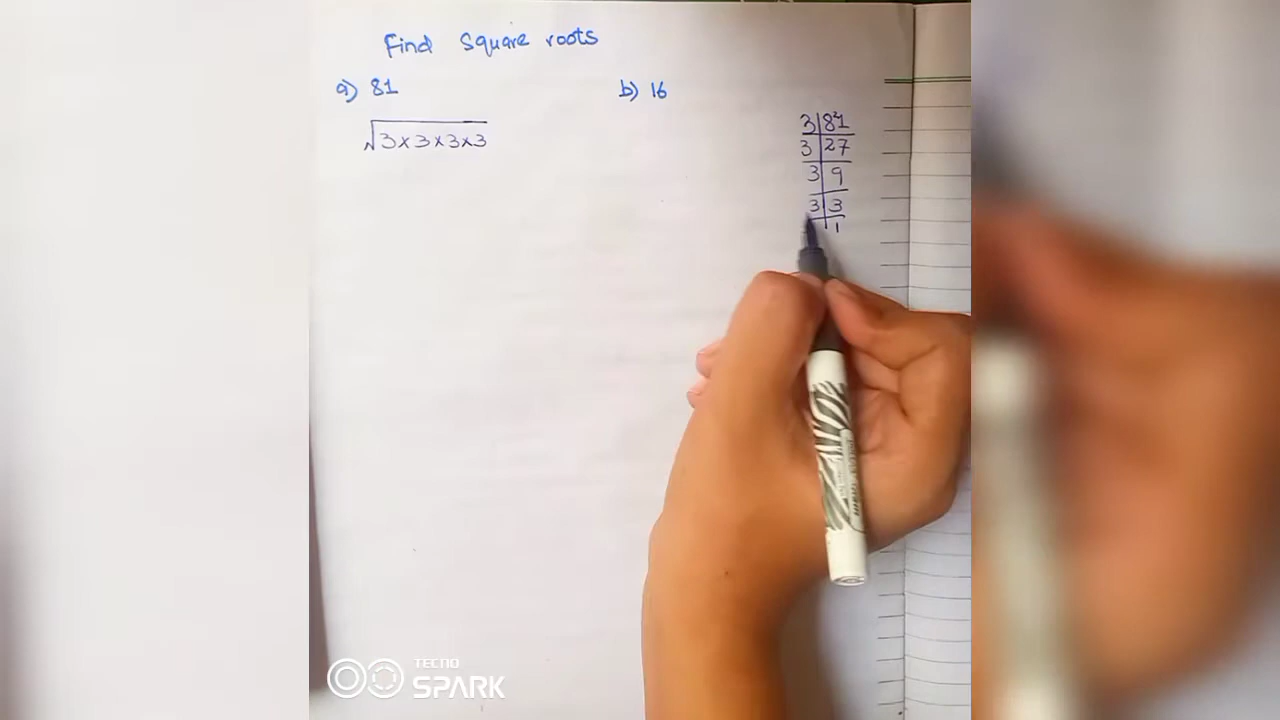 Find Square roots
a) 81
b) 16
√3×3×3×3
3 | 81
3 | 27
3 | 9
3 | 3
1
TECNO
SPARK